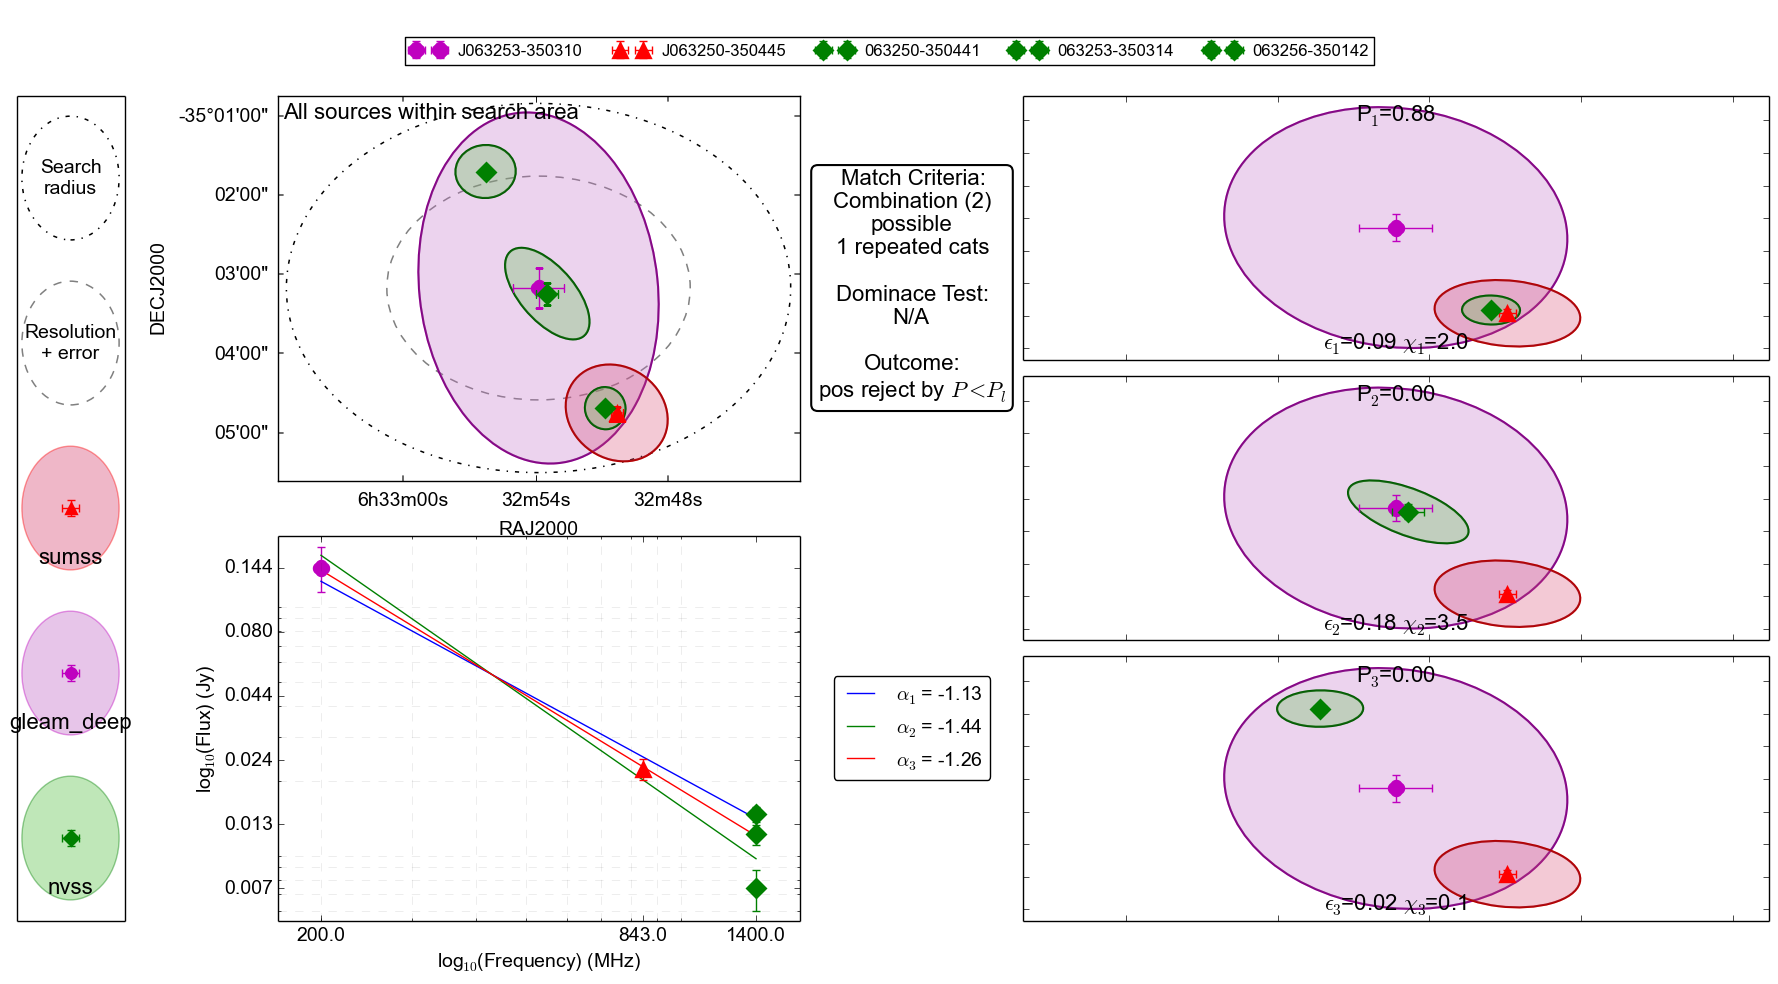 J063253-350310 J063250-350445 063250-350441 063253-350314 063256-350142
Search
radius
Resolution
+ error
sumss
gleam_deep
nvss
All sources within search area
-35°01'00"
02'00"
03'00"
04'00"
05'00"
DECJ2000
6h33m00s 32m54s 32m48s
RAJ2000
Match Criteria:
Combination (2)
possible
1 repeated cats
Dominace Test:
N/A
Outcome:
pos reject by P<Pₗ
0.144
0.080
0.044
0.024
0.013
0.007
log₁₀(Flux) (Jy)
200.0 843.0 1400.0
log₁₀(Frequency) (MHz)
α₁ = -1.13
α₂ = -1.44
α₃ = -1.26
P₁=0.88
ϵ₁=0.09 χ₁=2.0
P₂=0.00
ϵ₂=0.18 χ₂=3.5
P₃=0.00
ϵ₃=0.02 χ₃=0.1